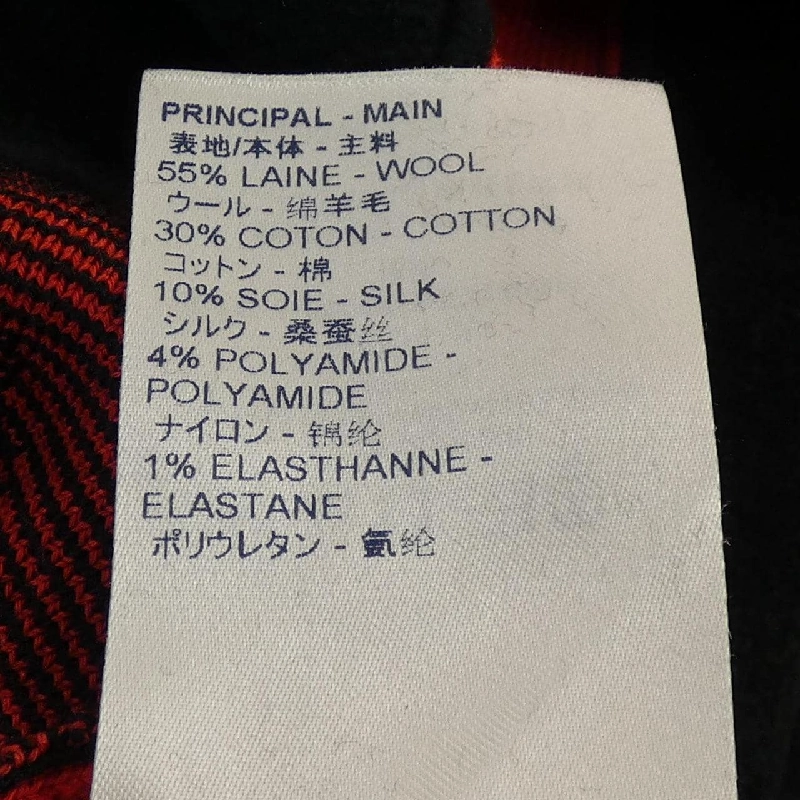 PRINCIPAL - MAIN
表地/本体 - 主料
55% LAINE - WOOL
ウール - 绵羊毛
30% COTON - COTTON
コットン - 棉
10% SOIE - SILK
シルク - 桑蚕丝
4% POLYAMIDE -
POLYAMIDE
ナイロン - 锦纶
1% ELASTHANNE -
ELASTANE
ポリウレタン - 氨纶